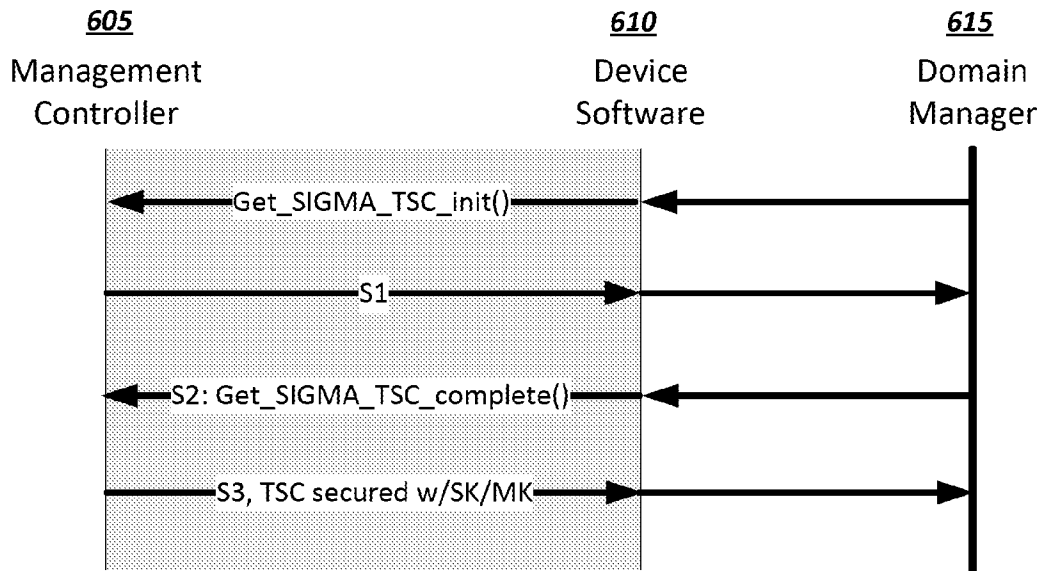 605
610
615
Management
Controller
Device
Software
Domain
Manager
Get_SIGMA_TSC_init()
S1
S2: Get_SIGMA_TSC_complete()
S3, TSC secured w/SK/MK